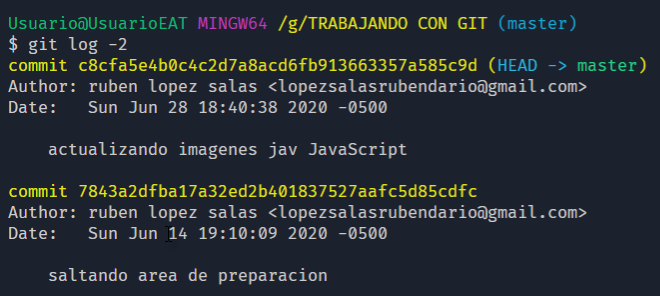 Usuario@UsuarioEAT MINGW64 /g/TRABAJANDO CON GIT (master)
$ git log -2
commit c8cfa5e4b0c4c2d7a8acd6fb913663357a585c9d (HEAD -> master)
Author: ruben lopez salas <lopezsalasrubendario@gmail.com>
Date:   Sun Jun 28 18:40:38 2020 -0500
actualizando imagenes jav JavaScript
commit 7843a2dfba17a32ed2b401837527aafc5d85cdfc
Author: ruben lopez salas <lopezsalasrubendario@gmail.com>
Date:   Sun Jun 14 19:10:09 2020 -0500
saltando area de preparacion